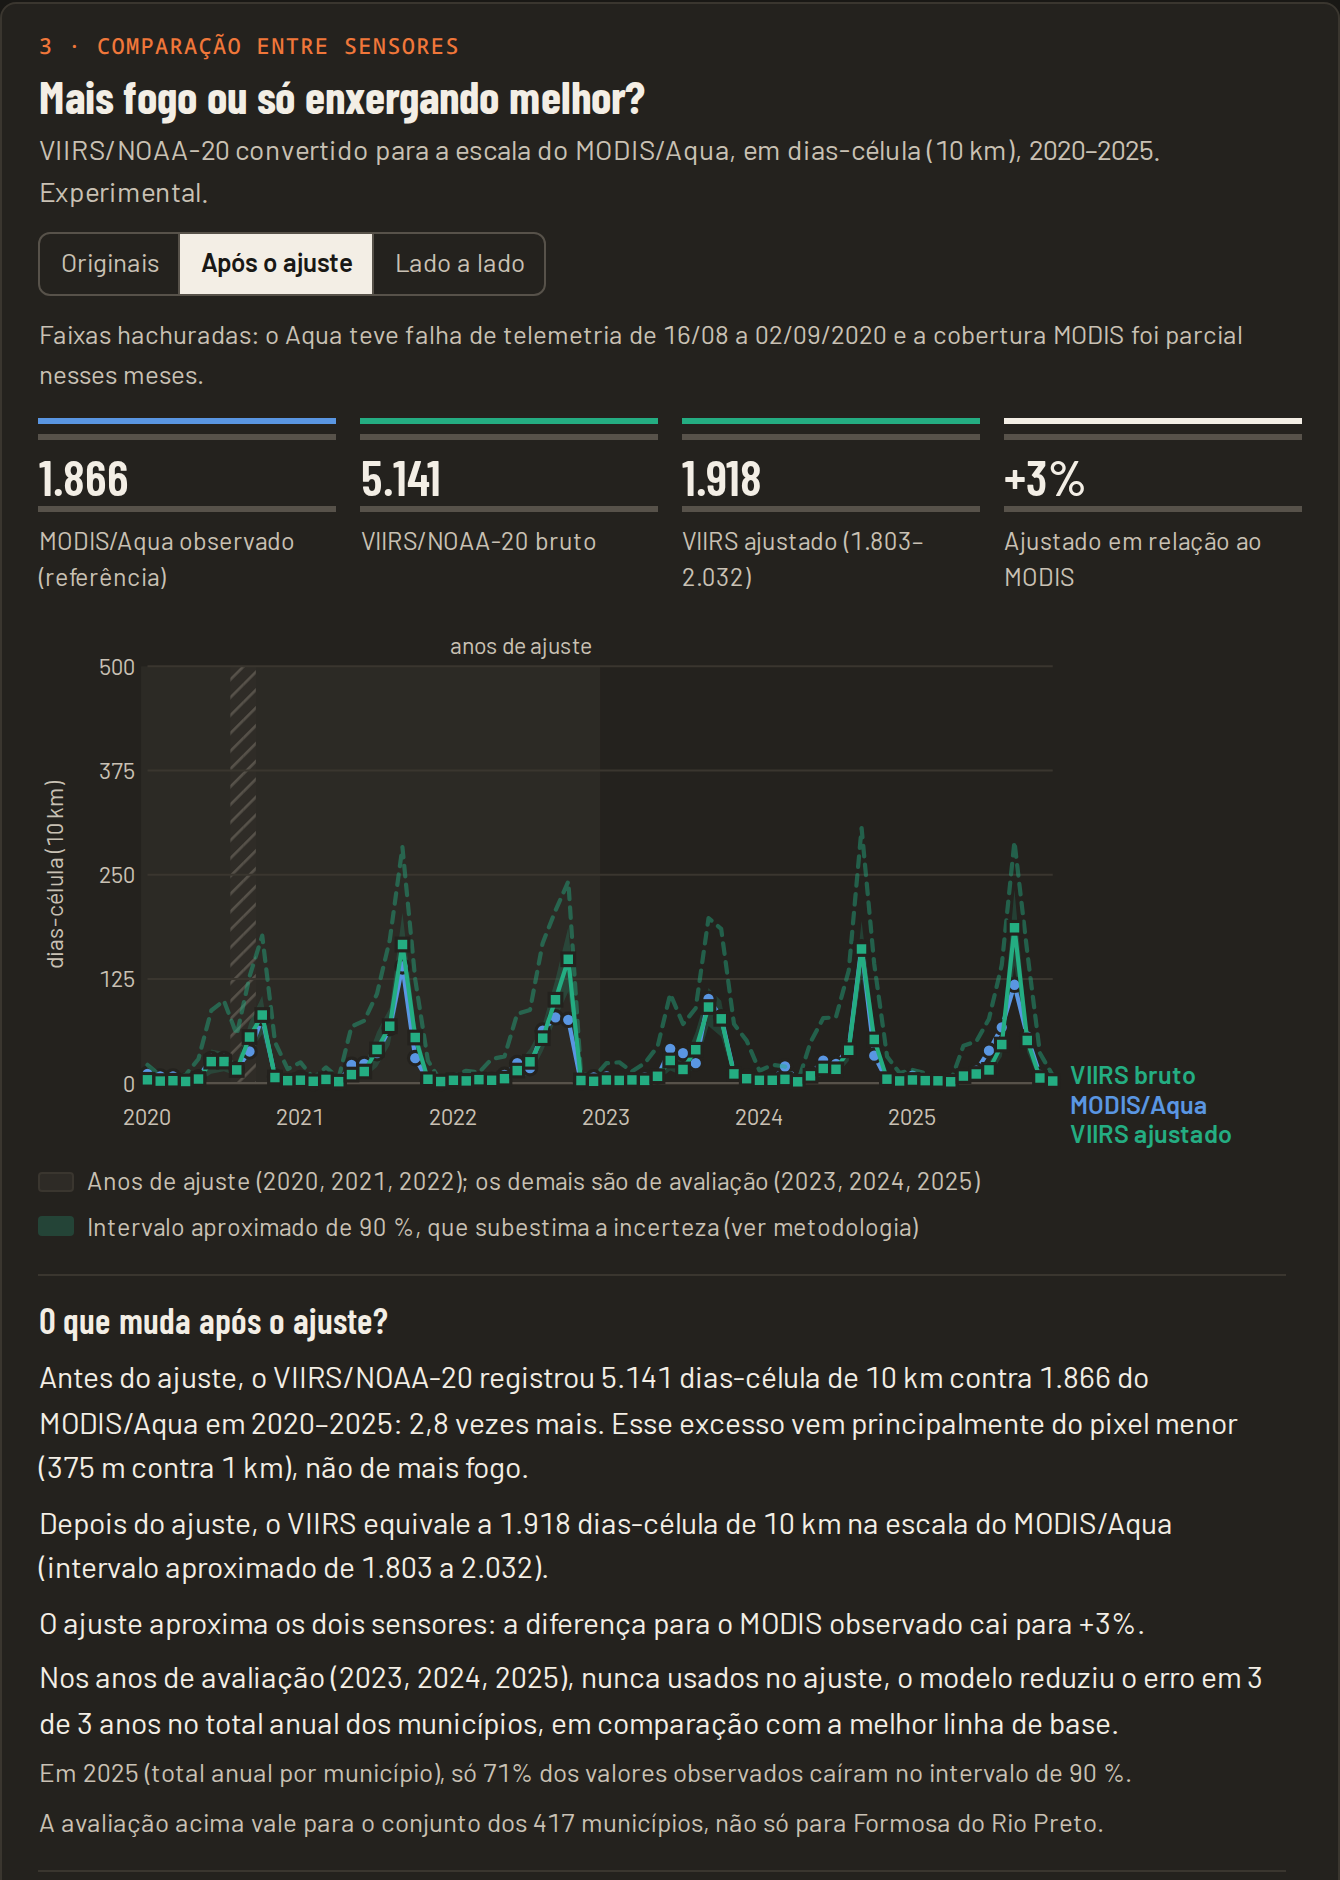 3 · COMPARAÇÃO ENTRE SENSORES
Mais fogo ou só enxergando melhor?
VIIRS/NOAA-20 convertido para a escala do MODIS/Aqua, em dias-célula (10 km), 2020–2025.
Experimental.
Originais
Após o ajuste
Lado a lado
Faixas hachuradas: o Aqua teve falha de telemetria de 16/08 a 02/09/2020 e a cobertura MODIS foi parcial
nesses meses.
1.866
MODIS/Aqua observado
(referência)
5.141
VIIRS/NOAA-20 bruto
1.918
VIIRS ajustado (1.803–
2.032)
+3%
Ajustado em relação ao
MODIS
anos de ajuste
500
375
250
125
0
dias-célula (10 km)
2020
2021
2022
2023
2024
2025
VIIRS bruto
MODIS/Aqua
VIIRS ajustado
Anos de ajuste (2020, 2021, 2022); os demais são de avaliação (2023, 2024, 2025)
Intervalo aproximado de 90 %, que subestima a incerteza (ver metodologia)
O que muda após o ajuste?
Antes do ajuste, o VIIRS/NOAA-20 registrou 5.141 dias-célula de 10 km contra 1.866 do
MODIS/Aqua em 2020–2025: 2,8 vezes mais. Esse excesso vem principalmente do pixel menor
(375 m contra 1 km), não de mais fogo.
Depois do ajuste, o VIIRS equivale a 1.918 dias-célula de 10 km na escala do MODIS/Aqua
(intervalo aproximado de 1.803 a 2.032).
O ajuste aproxima os dois sensores: a diferença para o MODIS observado cai para +3%.
Nos anos de avaliação (2023, 2024, 2025), nunca usados no ajuste, o modelo reduziu o erro em 3
de 3 anos no total anual dos municípios, em comparação com a melhor linha de base.
Em 2025 (total anual por município), só 71% dos valores observados caíram no intervalo de 90 %.
A avaliação acima vale para o conjunto dos 417 municípios, não só para Formosa do Rio Preto.